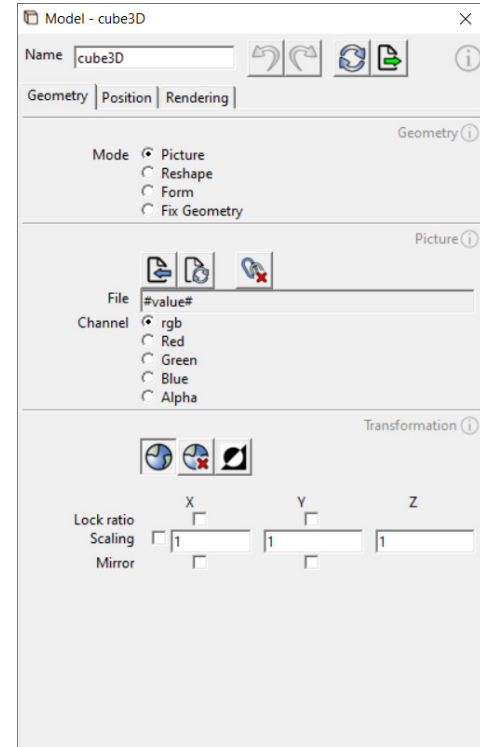 Model - cube3D
Name cube3D
Geometry Position Rendering
Geometry
Mode Picture
Reshape
Form
Fix Geometry
Picture
File #value#
Channel rgb
Red
Green
Blue
Alpha
Transformation
X Y Z
Lock ratio
Scaling 1 1 1
Mirror